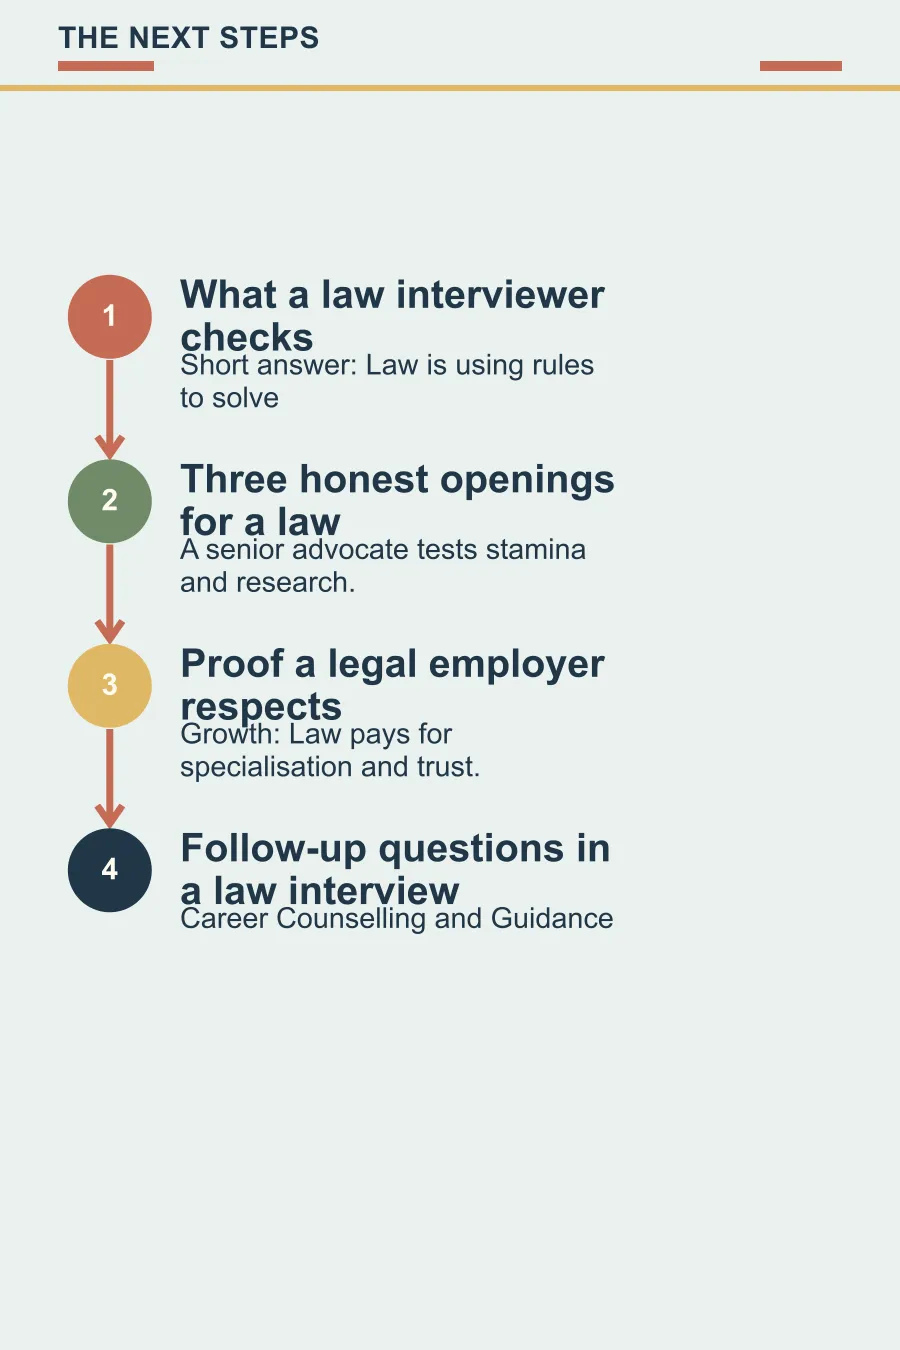 THE NEXT STEPS
1
What a law interviewer
checks
Short answer: Law is using rules
to solve
2
Three honest openings
for a law
A senior advocate tests stamina
and research.
3
Proof a legal employer
respects
Growth: Law pays for
specialisation and trust.
4
Follow-up questions in
a law interview
Career Counselling and Guidance